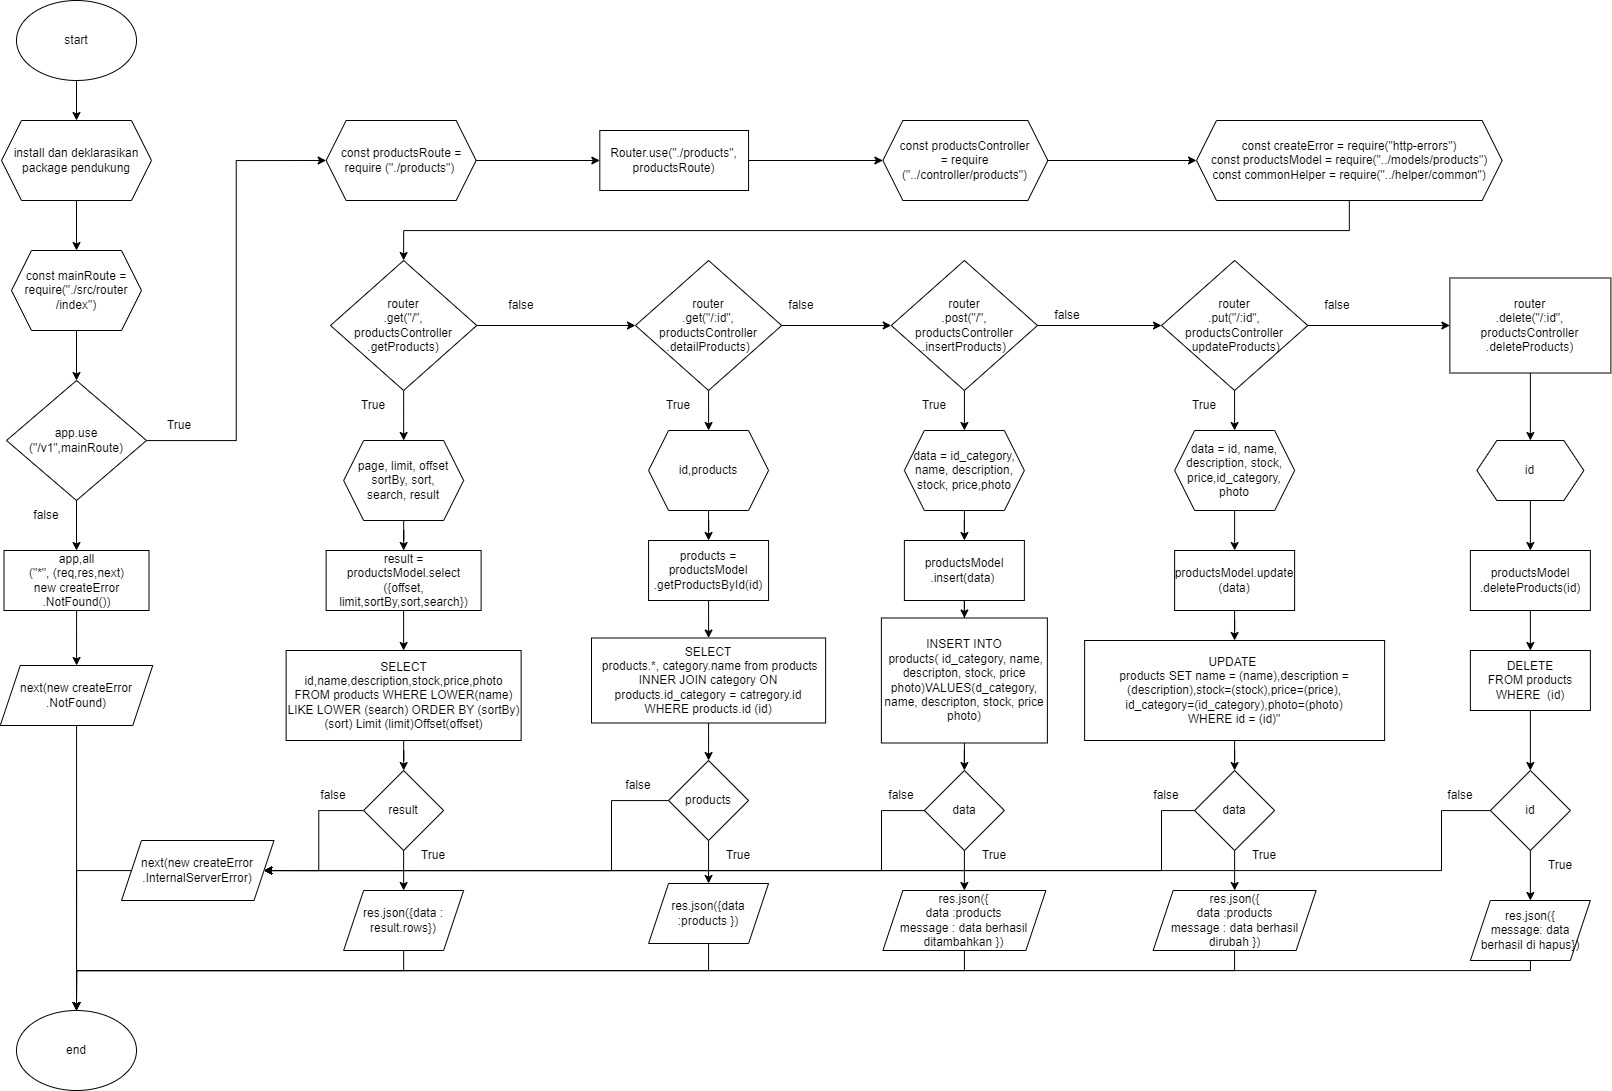 start
install dan deklarasikan
package pendukung
const productsRoute =
require ("./products")
Router.use("./products",
productsRoute)
const productsController
= require
("../controller/products")
const createError = require("http-errors")
const productsModel = require("../models/products")
const commonHelper = require("../helper/common")
const mainRoute =
require("./src/router
/index")
app.use
("/v1",mainRoute)
True
false
app,all
("*", (req,res,next)
new createError
.NotFound())
next(new createError
.NotFound)
router
.get("/",
productsController
.getProducts)
false
True
router
.get("/:id",
productsController
.detailProducts)
false
True
router
.post("/",
productsController
.insertProducts)
false
True
router
.put("/:id",
productsController
.updateProducts)
false
True
router
.delete("/:id",
productsController
.deleteProducts)
page, limit, offset
sortBy, sort,
search, result
id,products
data = id_category,
name, description,
stock, price,photo
data = id, name,
description, stock,
price,id_category,
photo
id
result =
productsModel.select
({offset,
limit,sortBy,sort,search})
products =
productsModel
.getProductsById(id)
productsModel
.insert(data)
productsModel.update
(data)
productsModel
.deleteProducts(id)
SELECT
id,name,description,stock,price,photo
FROM products WHERE LOWER(name)
LIKE LOWER (search) ORDER BY (sortBy)
(sort) Limit (limit)Offset(offset)
SELECT
products.*, category.name from products
INNER JOIN category ON
products.id_category = catregory.id
WHERE products.id (id)
INSERT INTO
products( id_category, name,
descripton, stock, price
photo)VALUES(d_category,
name, descripton, stock, price
photo)
UPDATE
products SET name = (name),description =
(description),stock=(stock),price=(price),
id_category=(id_category),photo=(photo)
WHERE id = (id)"
DELETE
FROM products
WHERE (id)
false
result
True
false
products
True
false
data
True
false
data
True
false
id
True
next(new createError
.InternalServerError)
res.json({data :
result.rows})
res.json({data
:products })
res.json({
data :products
message : data berhasil
ditambahkan })
res.json({
data :products
message : data berhasil
dirubah })
res.json({
message: data
berhasil di hapus})
end